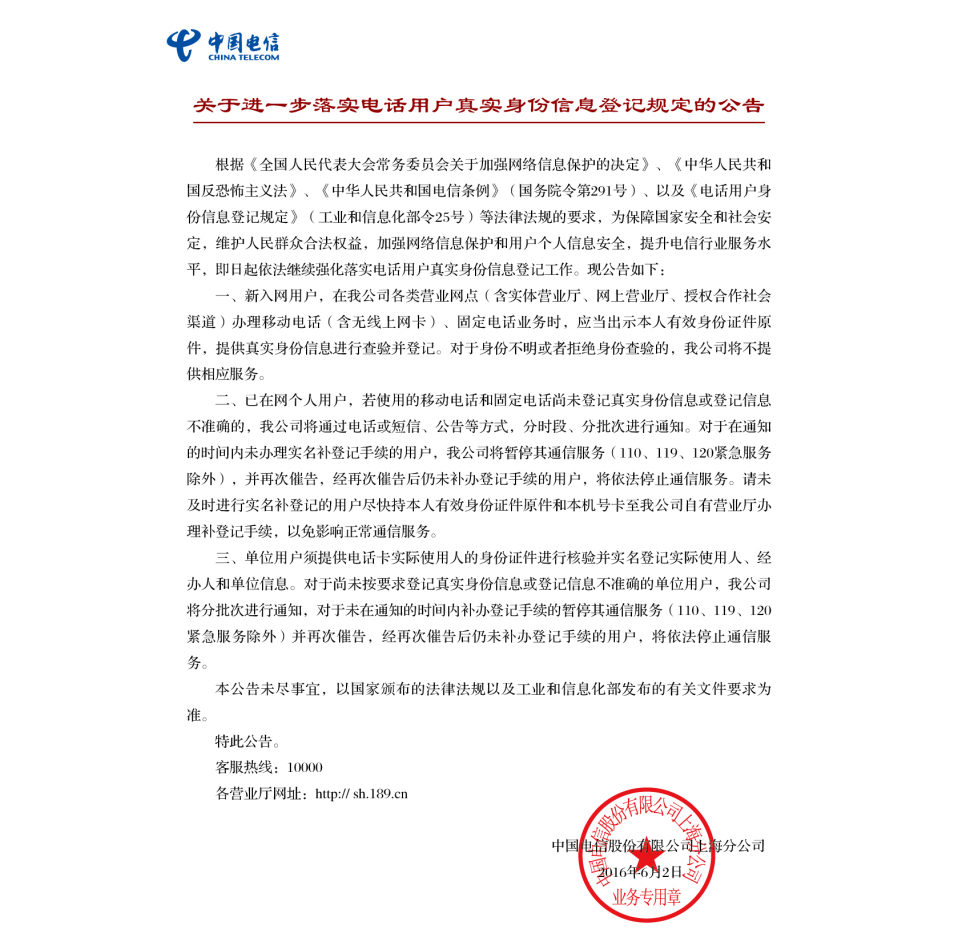 中国电信
CHINA TELECOM
关于进一步落实电话用户真实身份信息登记规定的公告
根据《全国人民代表大会常务委员会关于加强网络信息保护的决定》、《中华人民共和
国反恐怖主义法》、《中华人民共和国电信条例》（国务院令第291号）、以及《电话用户身
份信息登记规定》（工业和信息化部令25号）等法律法规的要求，为保障国家安全和社会安
定，维护人民群众合法权益，加强网络信息保护和用户个人信息安全，提升电信行业服务水
平，即日起依法继续强化落实电话用户真实身份信息登记工作。现公告如下：
一、新入网用户，在我公司各类营业网点（含实体营业厅、网上营业厅、授权合作社会
渠道）办理移动电话（含无线上网卡）、固定电话业务时，应当出示本人有效身份证件原
件，提供真实身份信息进行查验并登记。对于身份不明或者拒绝身份查验的，我公司将不提
供相应服务。
二、已在网个人用户，若使用的移动电话和固定电话尚未登记真实身份信息或登记信息
不准确的，我公司将通过电话或短信、公告等方式，分时段、分批次进行通知。对于在通知
的时间内未办理实名补登记手续的用户，我公司将暂停其通信服务（110、119、120紧急服务
除外），并再次催告，经再次催告后仍未补办登记手续的用户，将依法停止通信服务。请未
及时进行实名补登记的用户尽快持本人有效身份证件原件和本机号卡至我公司自有营业厅办
理补登记手续，以免影响正常通信服务。
三、单位用户须提供电话卡实际使用人的身份证件进行核验并实名登记实际使用人、经
办人和单位信息。对于尚未按要求登记真实身份信息或登记信息不准确的单位用户，我公司
将分批次进行通知，对于未在通知的时间内补办登记手续的暂停其通信服务（110、119、120
紧急服务除外）并再次催告，经再次催告后仍未补办登记手续的用户，将依法停止通信服
务。
本公告未尽事宜，以国家颁布的法律法规以及工业和信息化部发布的有关文件要求为
准。
特此公告。
客服热线：10000
各营业厅网址：http:// sh.189.cn
中国电信股份有限公司上海分公司
2016年6月2日
中国电信股份有限公司上海分公司
业务专用章